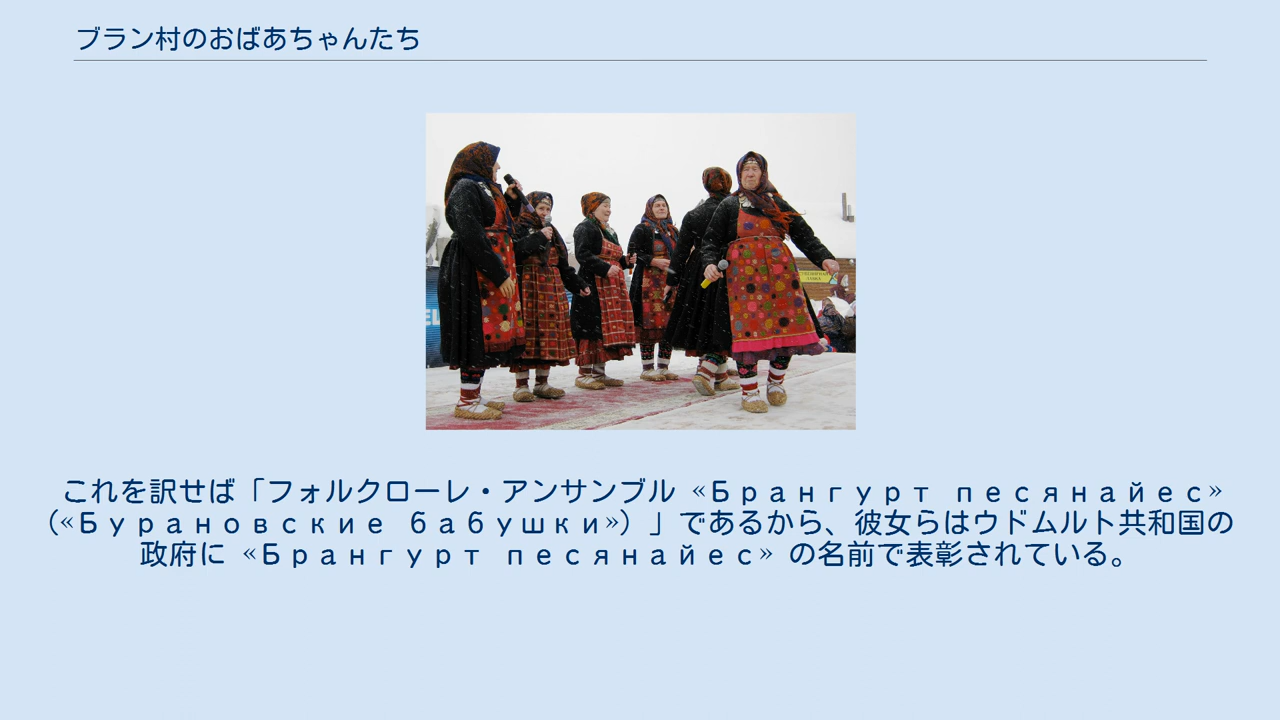 ブラン村のおばあちゃんたち
これを訳せば「フォルクローレ・アンサンブル «Брангурт песянайёс»
(«Бурановские бабушки»)」であるから、彼女らはウドムルト共和国の
政府に «Брангурт песянайёс» の名前で表彰されている。